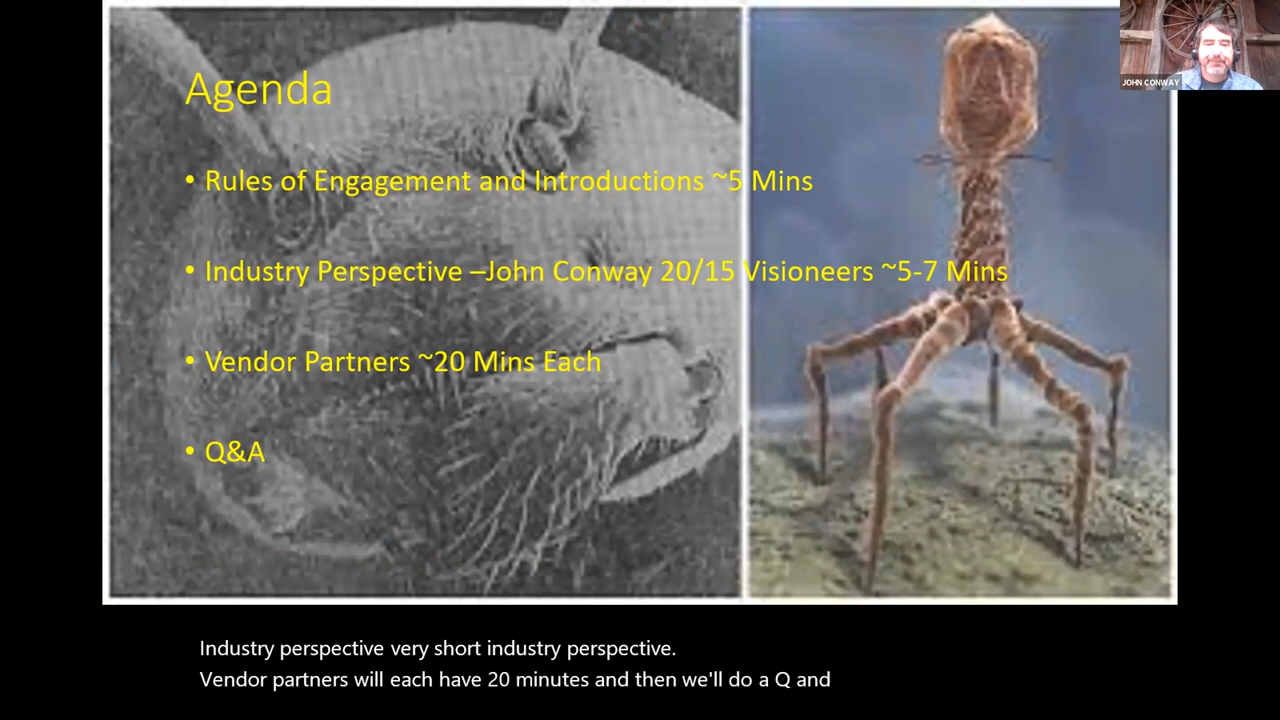 Agenda
• Rules of Engagement and Introductions ~5 Mins
• Industry Perspective –John Conway 20/15 Visioneers ~5-7 Mins
• Vendor Partners ~20 Mins Each
• Q&A
JOHN CONWAY
Industry perspective very short industry perspective.
Vendor partners will each have 20 minutes and then we'll do a Q and